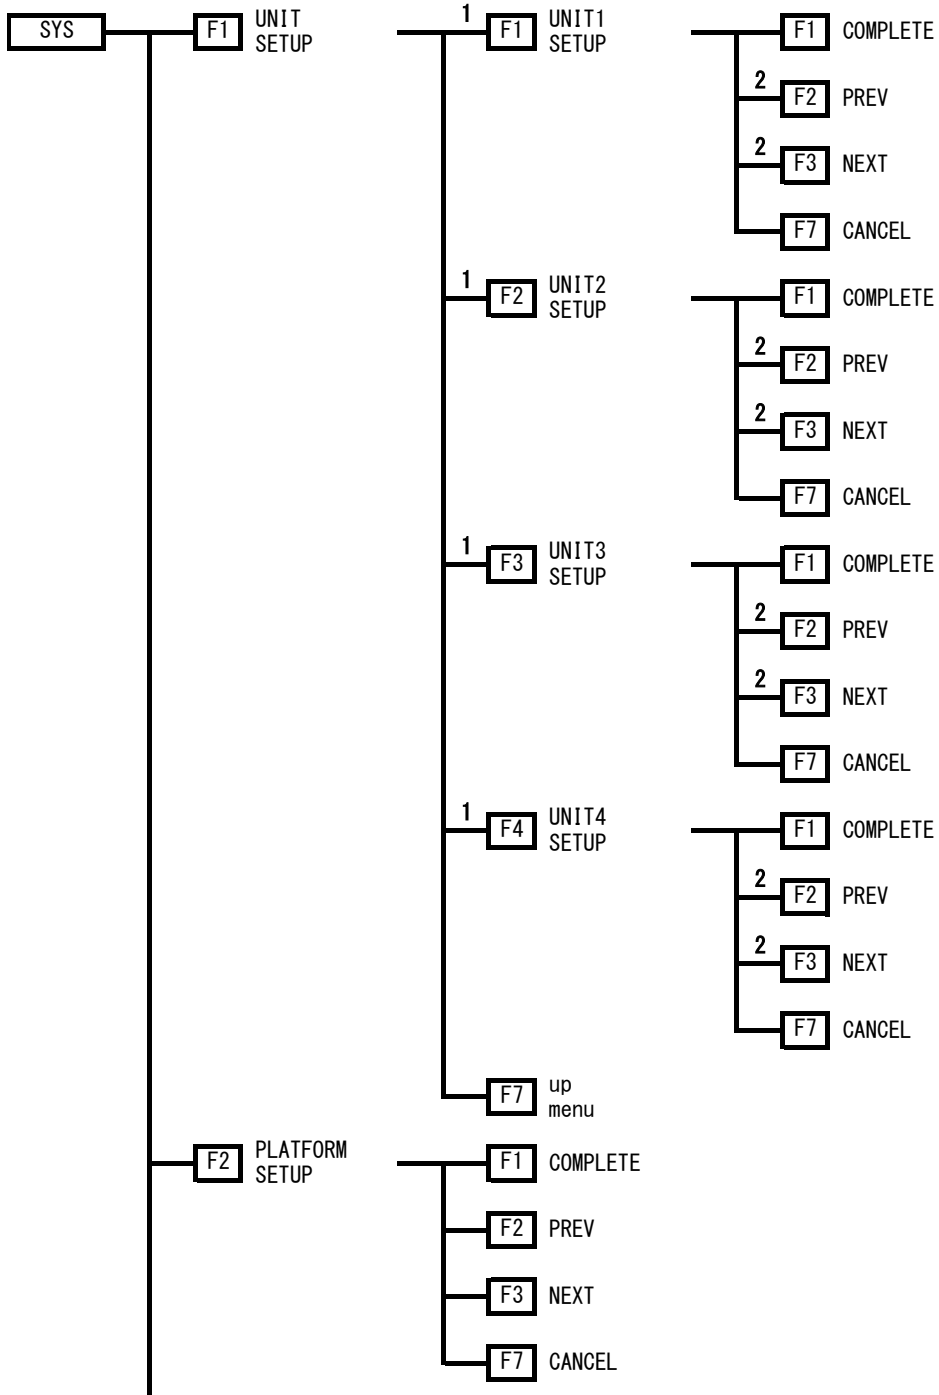 SYS
F1
UNIT
SETUP
1
F1
UNIT1
SETUP
F1
COMPLETE
2
F2
PREV
2
F3
NEXT
F7
CANCEL
1
F2
UNIT2
SETUP
F1
COMPLETE
2
F2
PREV
2
F3
NEXT
F7
CANCEL
1
F3
UNIT3
SETUP
F1
COMPLETE
2
F2
PREV
2
F3
NEXT
F7
CANCEL
1
F4
UNIT4
SETUP
F1
COMPLETE
2
F2
PREV
2
F3
NEXT
F7
CANCEL
F7
up
menu
F2
PLATFORM
SETUP
F1
COMPLETE
F2
PREV
F3
NEXT
F7
CANCEL